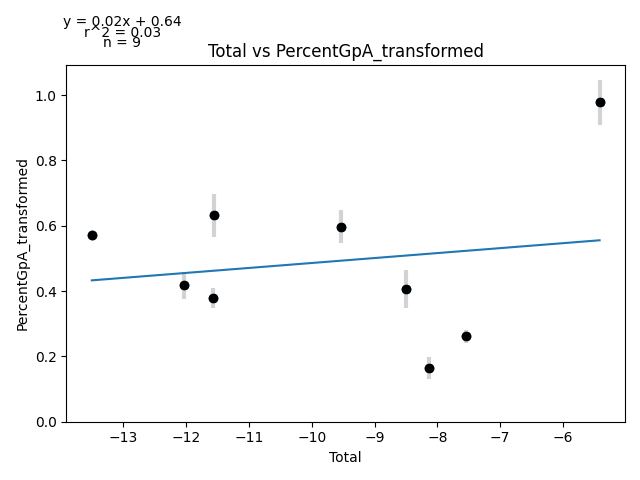 y = 0.02x + 0.64
r^2 = 0.03
n = 9
Total vs PercentGpA_transformed
PercentGpA_transformed
1.0
0.8
0.6
0.4
0.2
0.0
−13 −12 −11 −10 −9 −8 −7 −6
Total